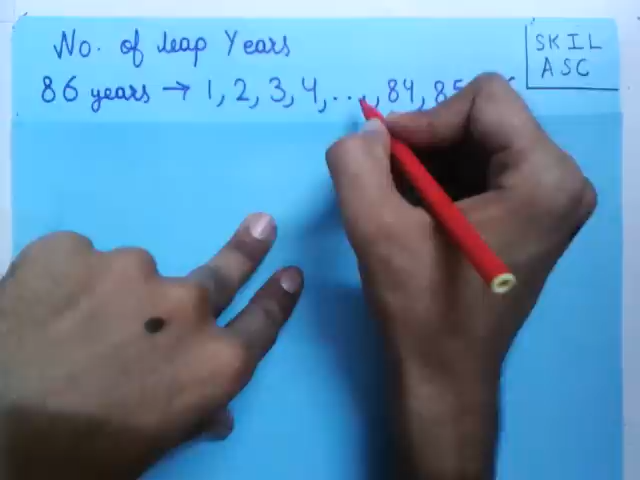 No. of leap Years
SKIL
ASC
86 years → 1, 2, 3, 4, ..., 84, 85